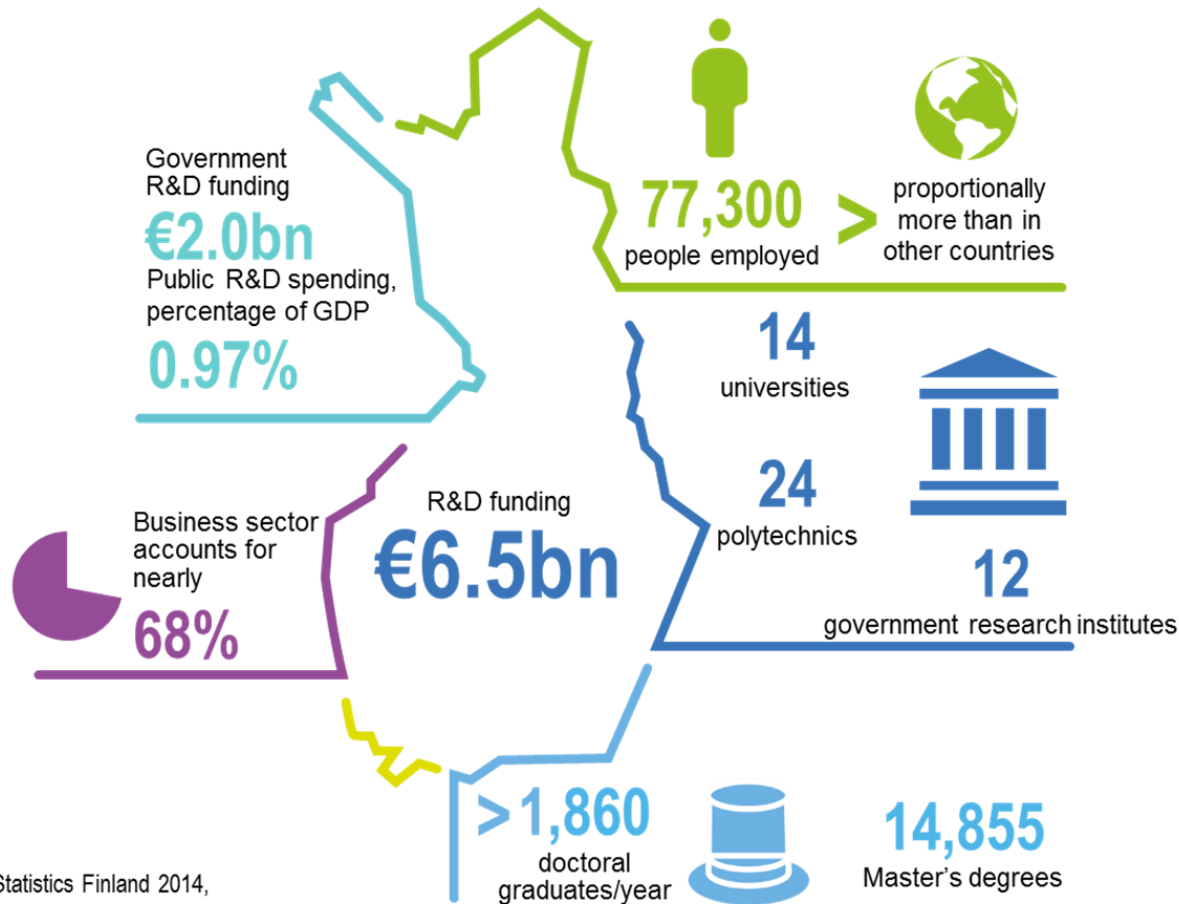 Government
R&D funding
€2.0bn
Public R&D spending,
percentage of GDP
0.97%
77,300
people employed
>
proportionally
more than in
other countries
14
universities
24
polytechnics
12
government research institutes
Business sector
accounts for
nearly
68%
R&D funding
€6.5bn
>1,860
doctoral
graduates/year
14,855
Master's degrees
Statistics Finland 2014,